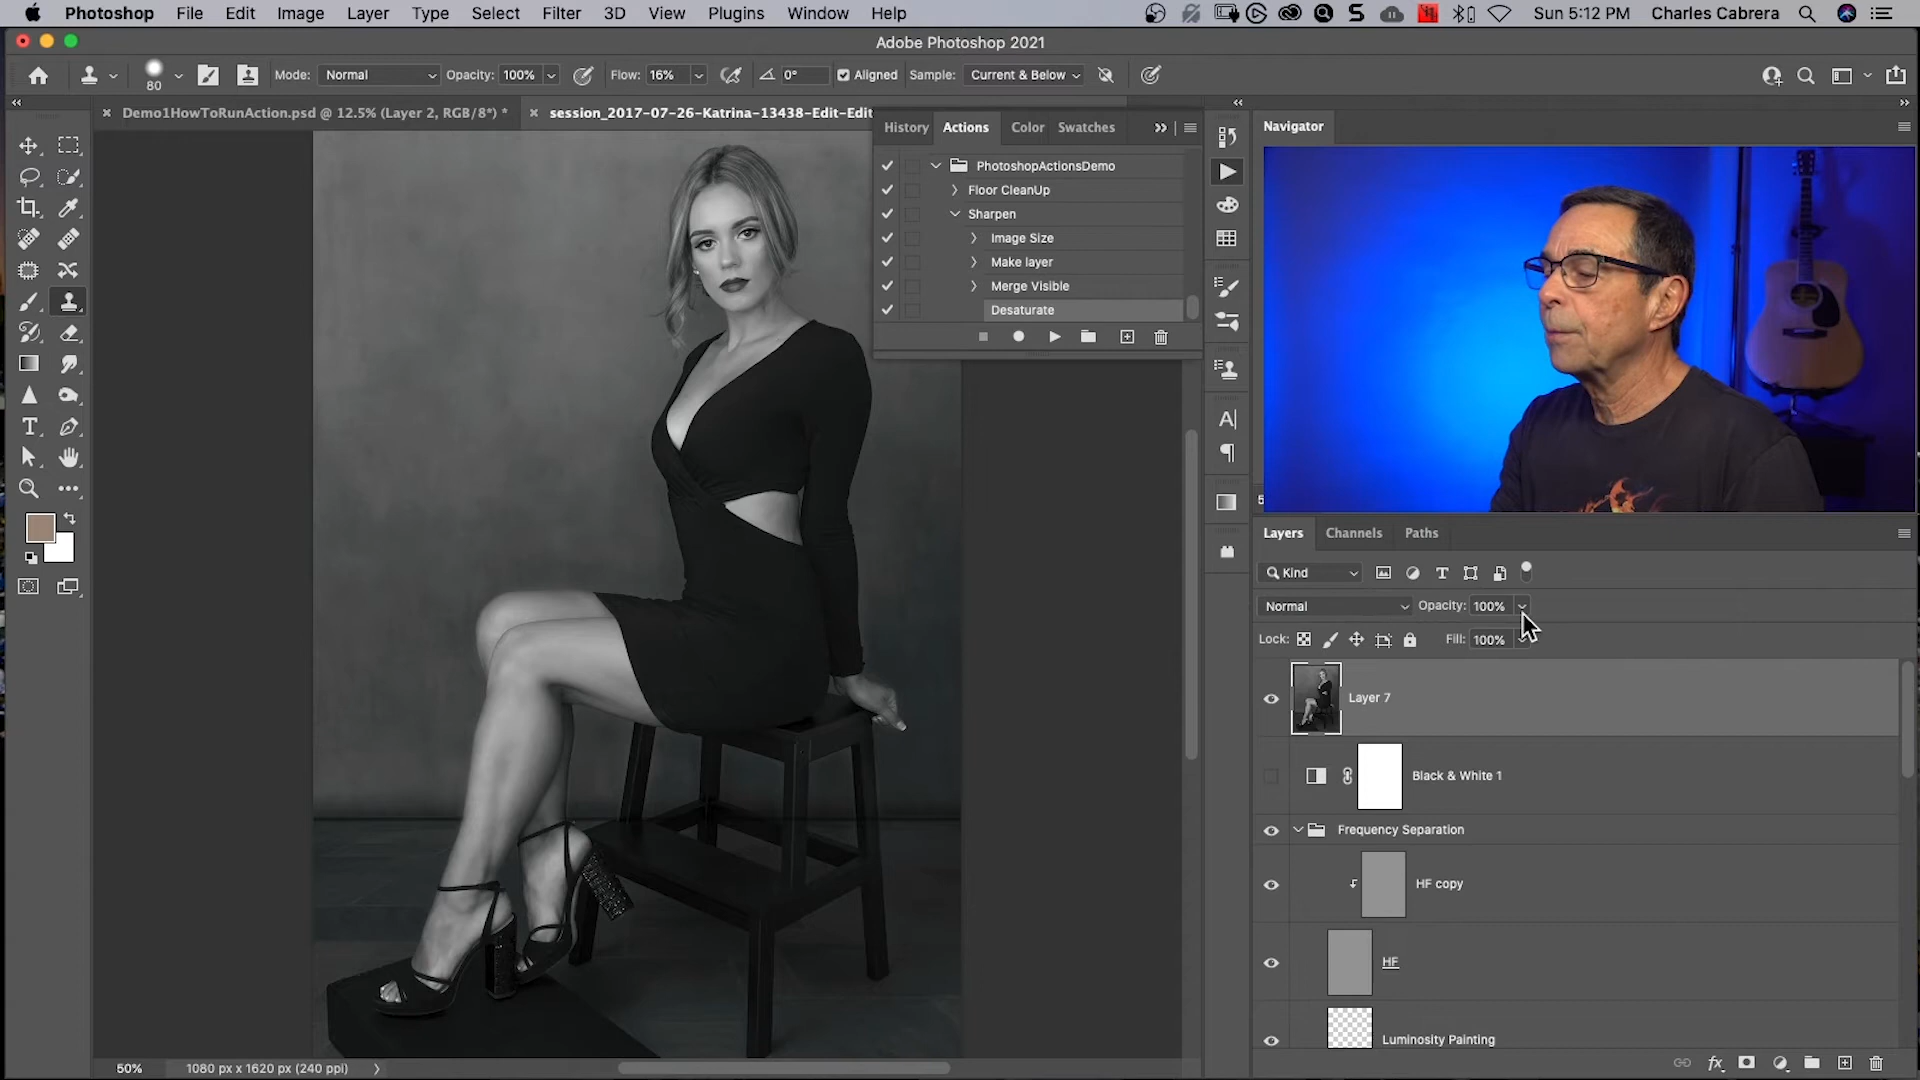 Photoshop File Edit Image Layer Type Select Filter 3D View Plugins Window Help Sun 5:12 PM Charles Cabrera
Adobe Photoshop 2021
80 Mode: Normal Opacity: 100% Flow: 16% 0° Aligned Sample: Current & Below
Demo1HowToRunAction.psd @ 12.5% (Layer 2, RGB/8*) *
session_2017-07-26-Katrina-13438-Edit-Edit
History Actions Color Swatches
PhotoshopActionsDemo
Floor CleanUp
Sharpen
Image Size
Make layer
Merge Visible
Desaturate
Navigator
5
Layers Channels Paths
Kind
Normal Opacity: 100%
Lock: Fill: 100%
Layer 7
Black & White 1
Frequency Separation
HF copy
HF
Luminosity Painting
50% 1080 px x 1620 px (240 ppi)